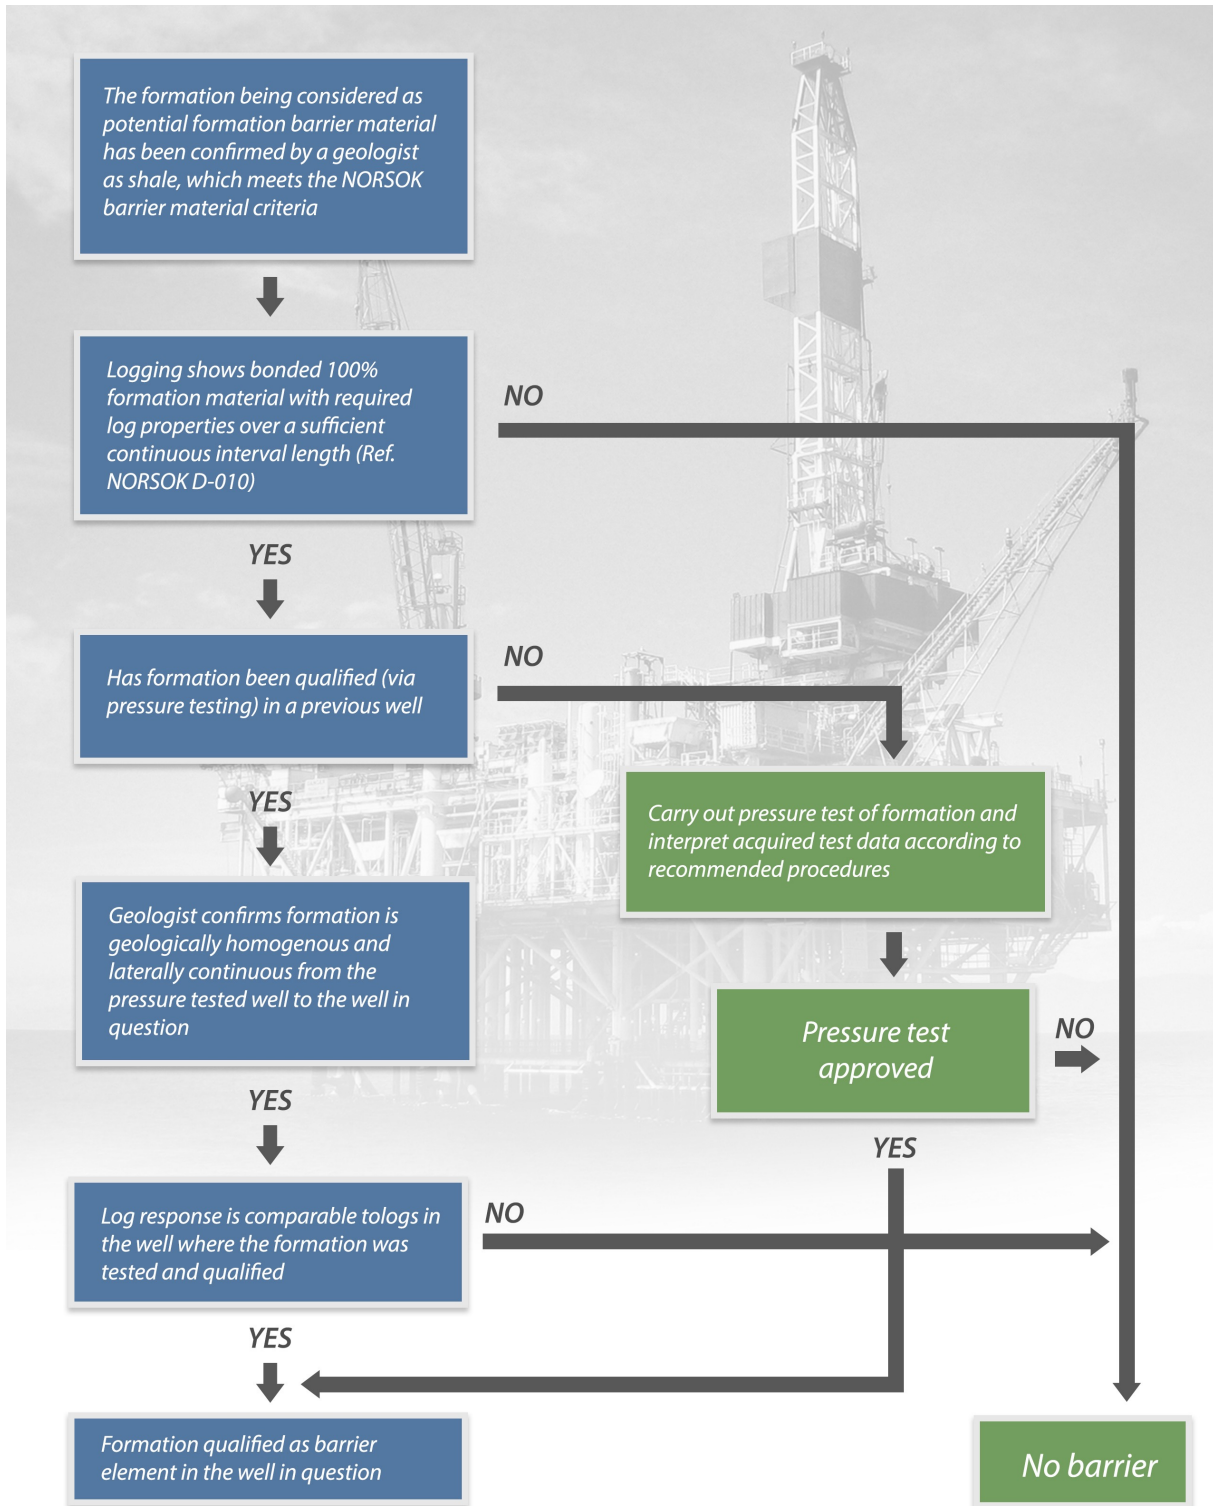 The formation being considered as
potential formation barrier material
has been confirmed by a geologist
as shale, which meets the NORSOK
barrier material criteria
Logging shows bonded 100%
formation material with required
log properties over a sufficient
continuous interval length (Ref.
NORSOK D-010)
NO
YES
Has formation been qualified (via
pressure testing) in a previous well
NO
YES
Carry out pressure test of formation and
interpret acquired test data according to
recommended procedures
Geologist confirms formation is
geologically homogenous and
laterally continuous from the
pressure tested well to the well in
question
Pressure test
approved
NO
YES
YES
Log response is comparable tologs in
the well where the formation was
tested and qualified
NO
YES
Formation qualified as barrier
element in the well in question
No barrier